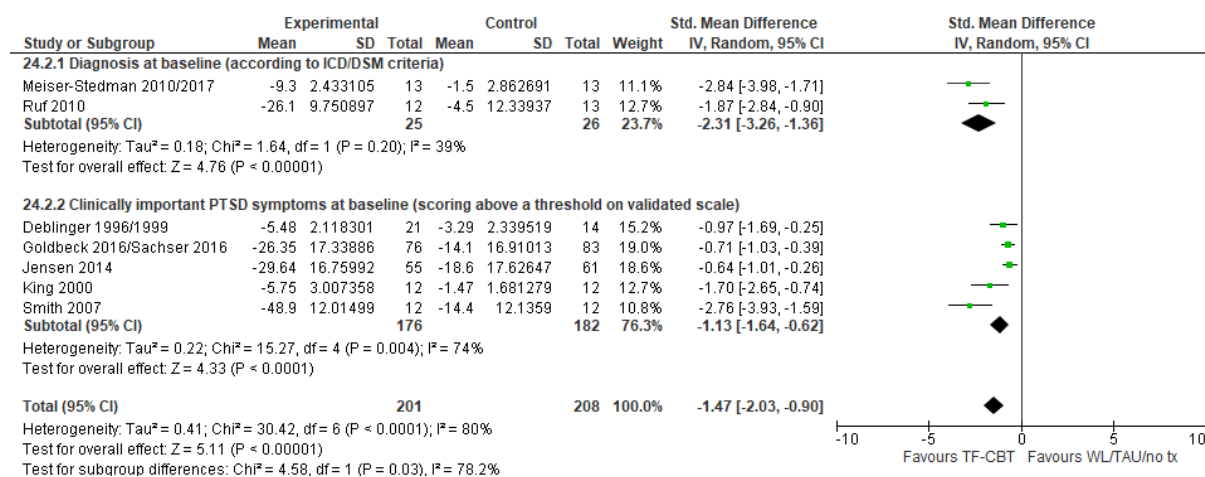 Experimental Control Std. Mean Difference Std. Mean Difference
Study or Subgroup Mean SD Total Mean SD Total Weight IV, Random, 95% CI IV, Random, 95% CI
24.2.1 Diagnosis at baseline (according to ICD/DSM criteria)
Meiser-Stedman 2010/2017 -9.3 2.433105 13 -1.5 2.862691 13 11.1% -2.84 [-3.98, -1.71]
Ruf 2010 -26.1 9.750897 12 -4.5 12.33937 13 12.7% -1.87 [-2.84, -0.90]
Subtotal (95% CI) 25 26 23.7% -2.31 [-3.26, -1.36]
Heterogeneity: Tau² = 0.18; Chi² = 1.64, df = 1 (P = 0.20); I² = 39%
Test for overall effect: Z = 4.76 (P < 0.00001)
24.2.2 Clinically important PTSD symptoms at baseline (scoring above a threshold on validated scale)
Deblinger 1996/1999 -5.48 2.118301 21 -3.29 2.339519 14 15.2% -0.97 [-1.69, -0.25]
Goldbeck 2016/Sachser 2016 -26.35 17.33886 76 -14.1 16.91013 83 19.0% -0.71 [-1.03, -0.39]
Jensen 2014 -29.64 16.75992 55 -18.6 17.62647 61 18.6% -0.64 [-1.01, -0.26]
King 2000 -5.75 3.007358 12 -1.47 1.681279 12 12.7% -1.70 [-2.65, -0.74]
Smith 2007 -48.9 12.01499 12 -14.4 12.1359 12 10.8% -2.76 [-3.93, -1.59]
Subtotal (95% CI) 176 182 76.3% -1.13 [-1.64, -0.62]
Heterogeneity: Tau² = 0.22; Chi² = 15.27, df = 4 (P = 0.004); I² = 74%
Test for overall effect: Z = 4.33 (P < 0.0001)
Total (95% CI) 201 208 100.0% -1.47 [-2.03, -0.90]
Heterogeneity: Tau² = 0.41; Chi² = 30.42, df = 6 (P < 0.0001); I² = 80%
Test for overall effect: Z = 5.11 (P < 0.00001)
Test for subgroup differences: Chi² = 4.58, df = 1 (P = 0.03), I² = 78.2%
-10 -5 0 5 10
Favours TF-CBT Favours WL/TAU/no tx